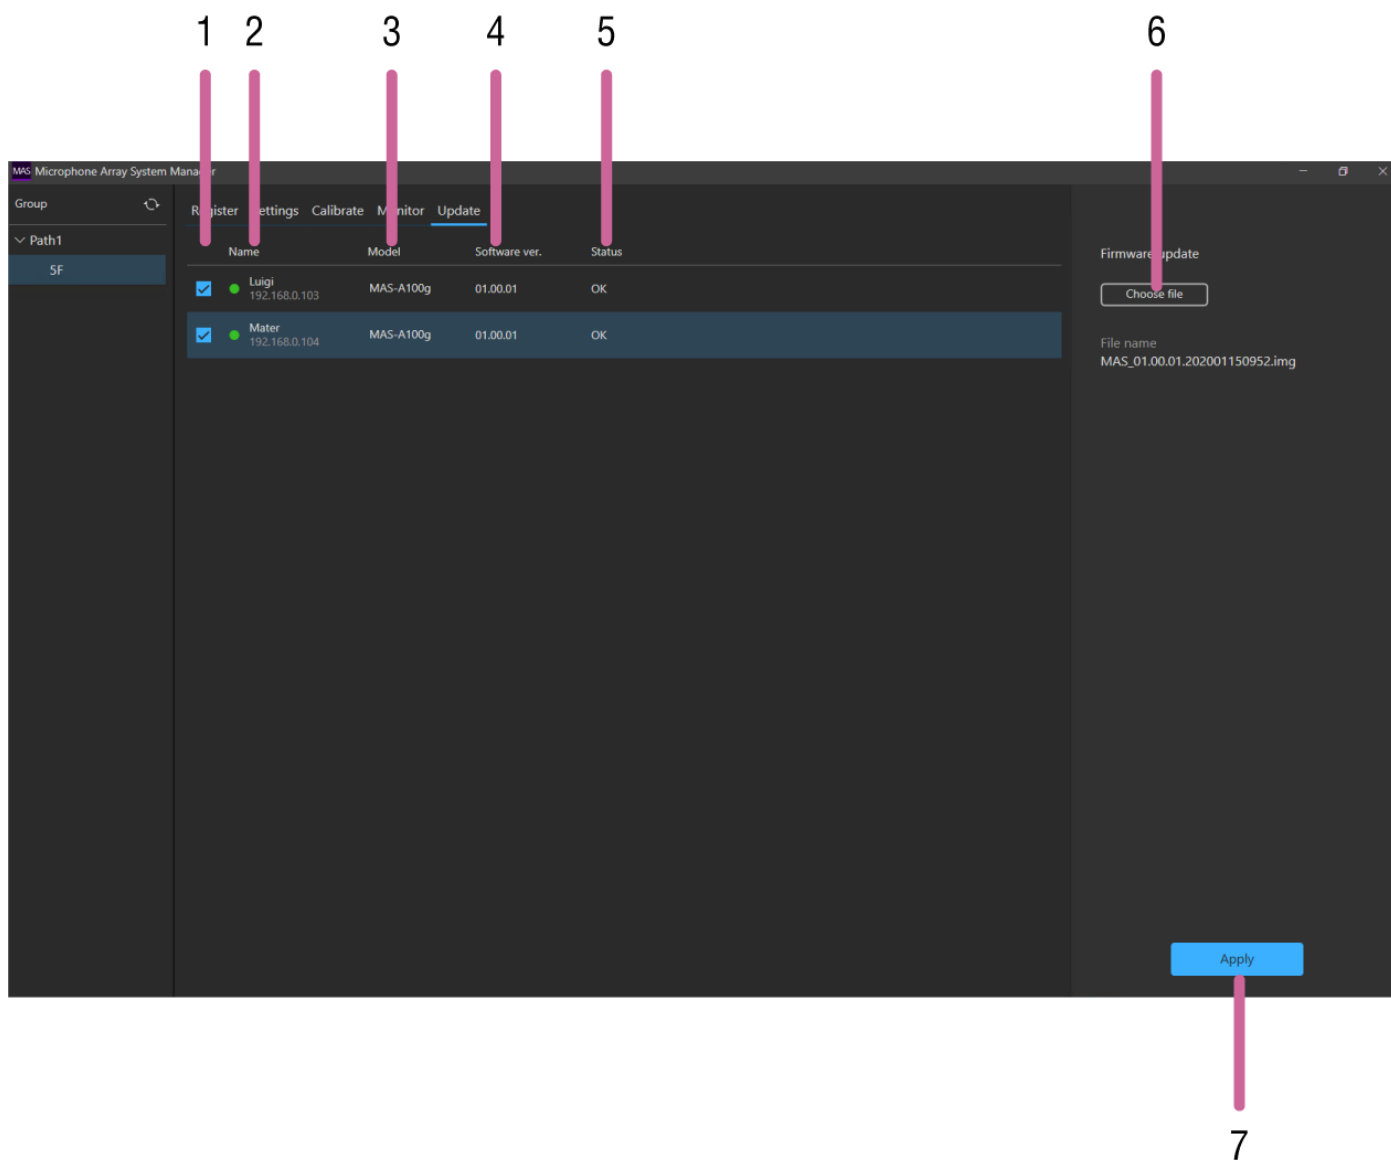 1 2 3 4 5 6
MAS Microphone Array System Manager
Group
Register Settings Calibrate Monitor Update
Path1
5F
Name Model Software ver. Status
Luigi
192.168.0.103
MAS-A100g 01.00.01 OK
Mater
192.168.0.104
MAS-A100g 01.00.01 OK
Firmware update
Choose file
File name
MAS_01.00.01.202001150952.img
Apply
7